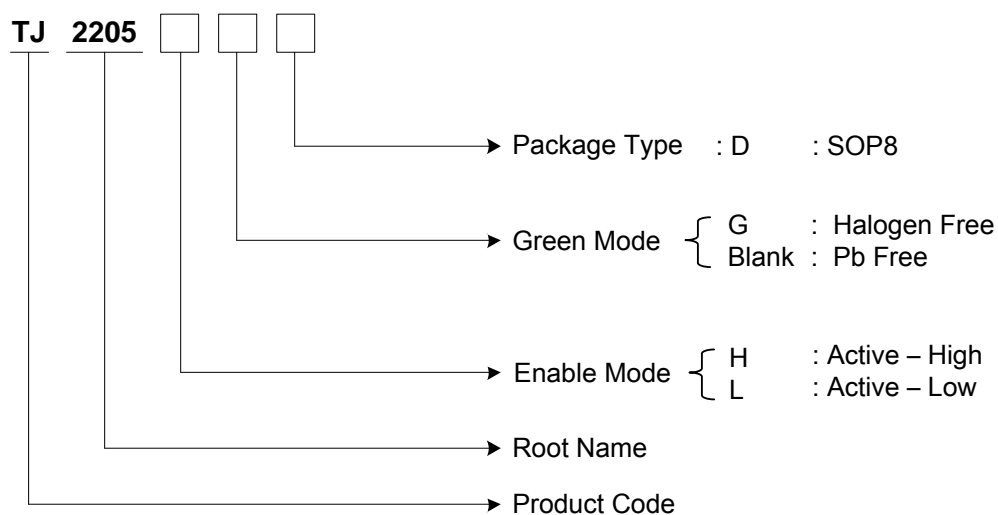 TJ 2205
Package Type : D : SOP8
Green Mode G : Halogen Free
Blank : Pb Free
Enable Mode H : Active – High
L : Active – Low
Root Name
Product Code